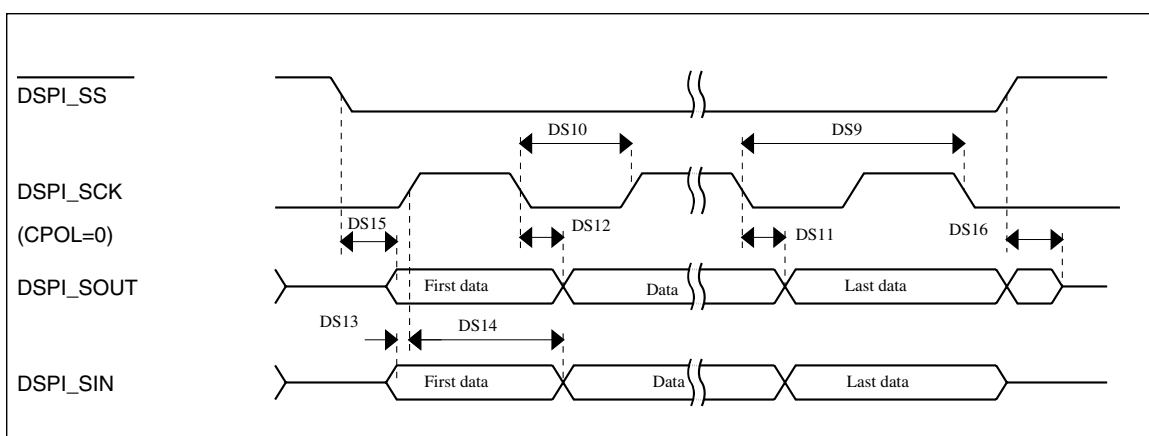 DSPI_SS
DS10 DS9
DSPI_SCK
(CPOL=0)
DS15 DS12 DS11 DS16
DSPI_SOUT First data Data Last data
DS13 DS14
DSPI_SIN First data Data Last data